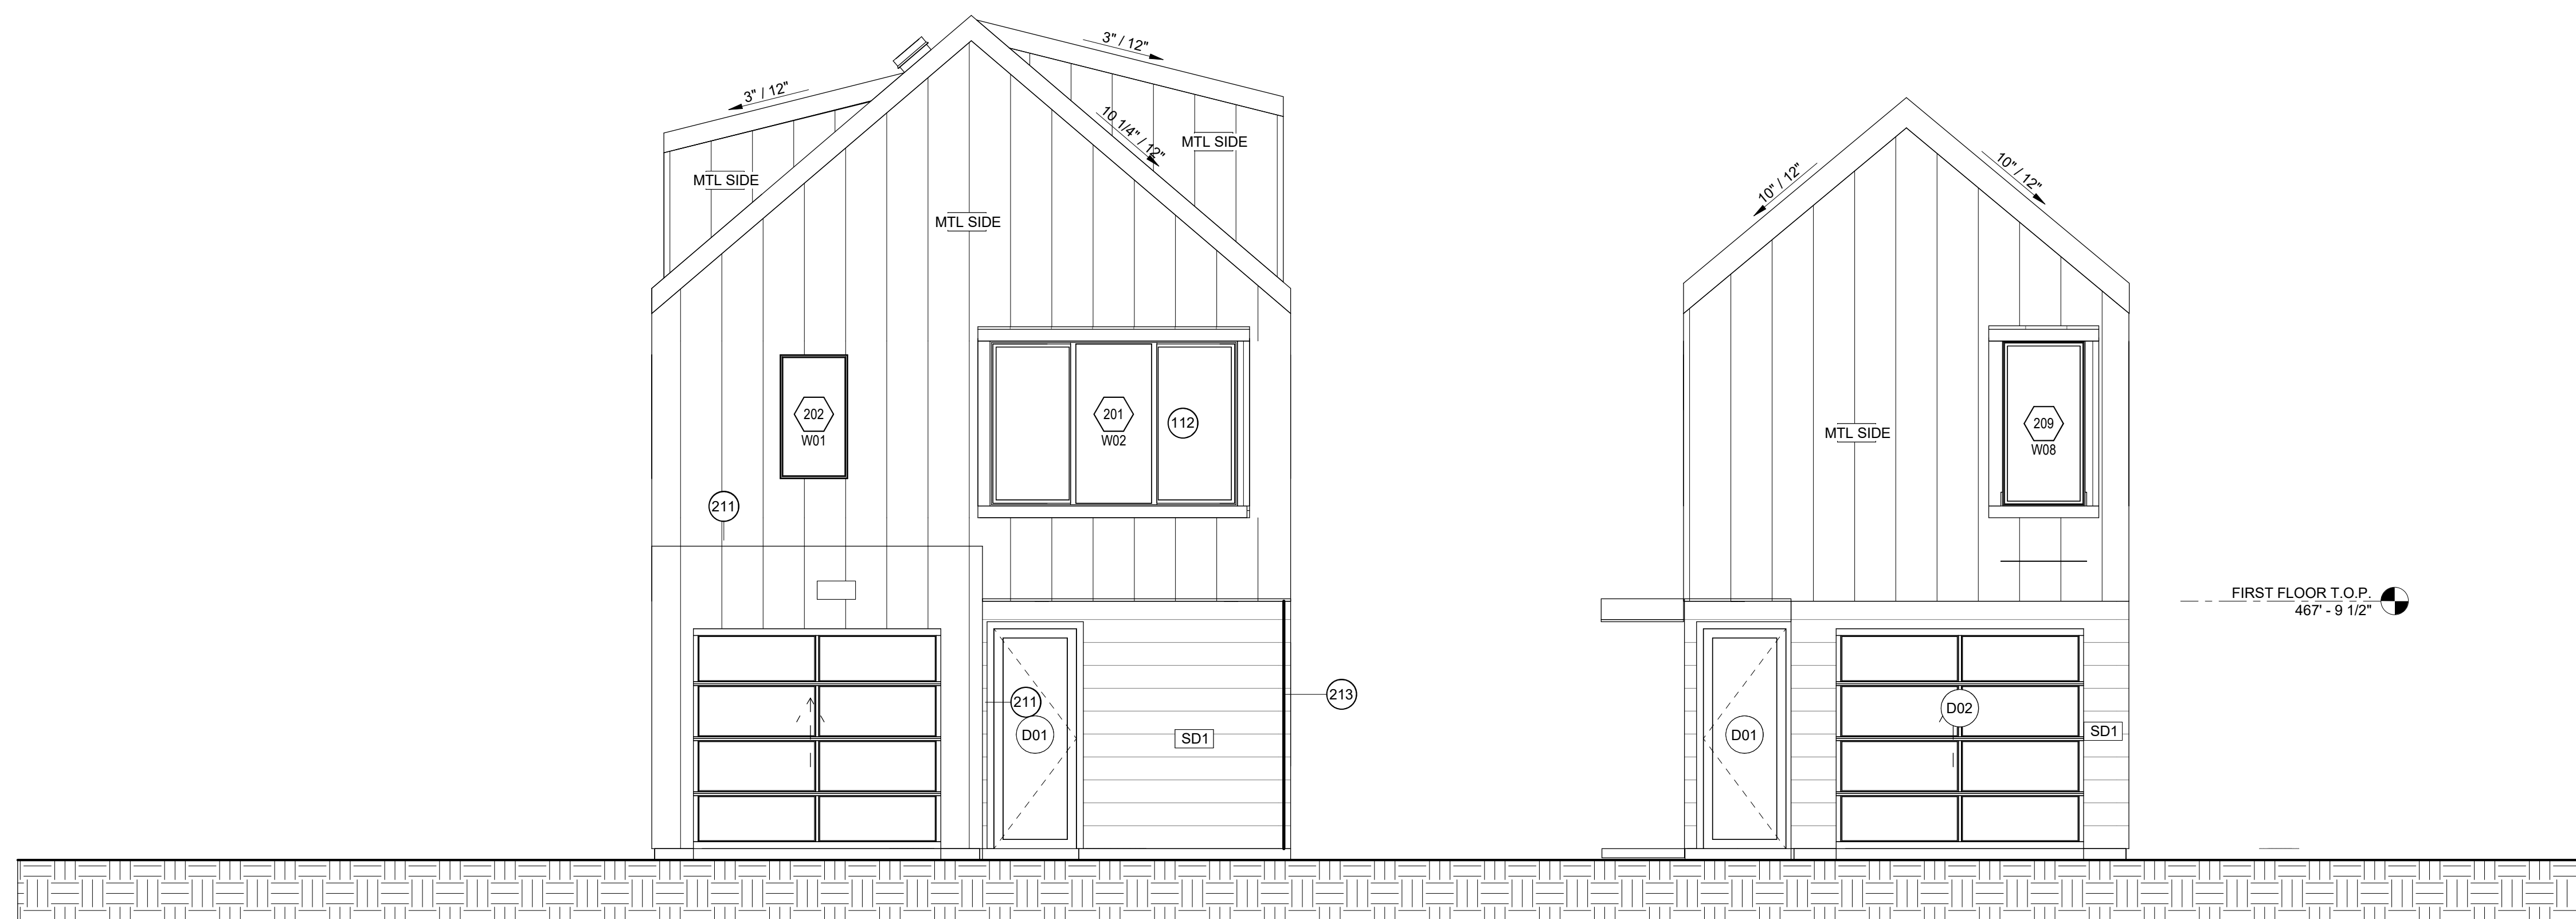 3" / 12"
3" / 12"
10 1/4" / 12"
MTL SIDE
MTL SIDE
MTL SIDE
202
W01
201
W02
112
211
211
D01
SD1
213
10" / 12"
10" / 12"
MTL SIDE
209
W08
FIRST FLOOR T.O.P.
467' - 9 1/2"
D01
D02
SD1